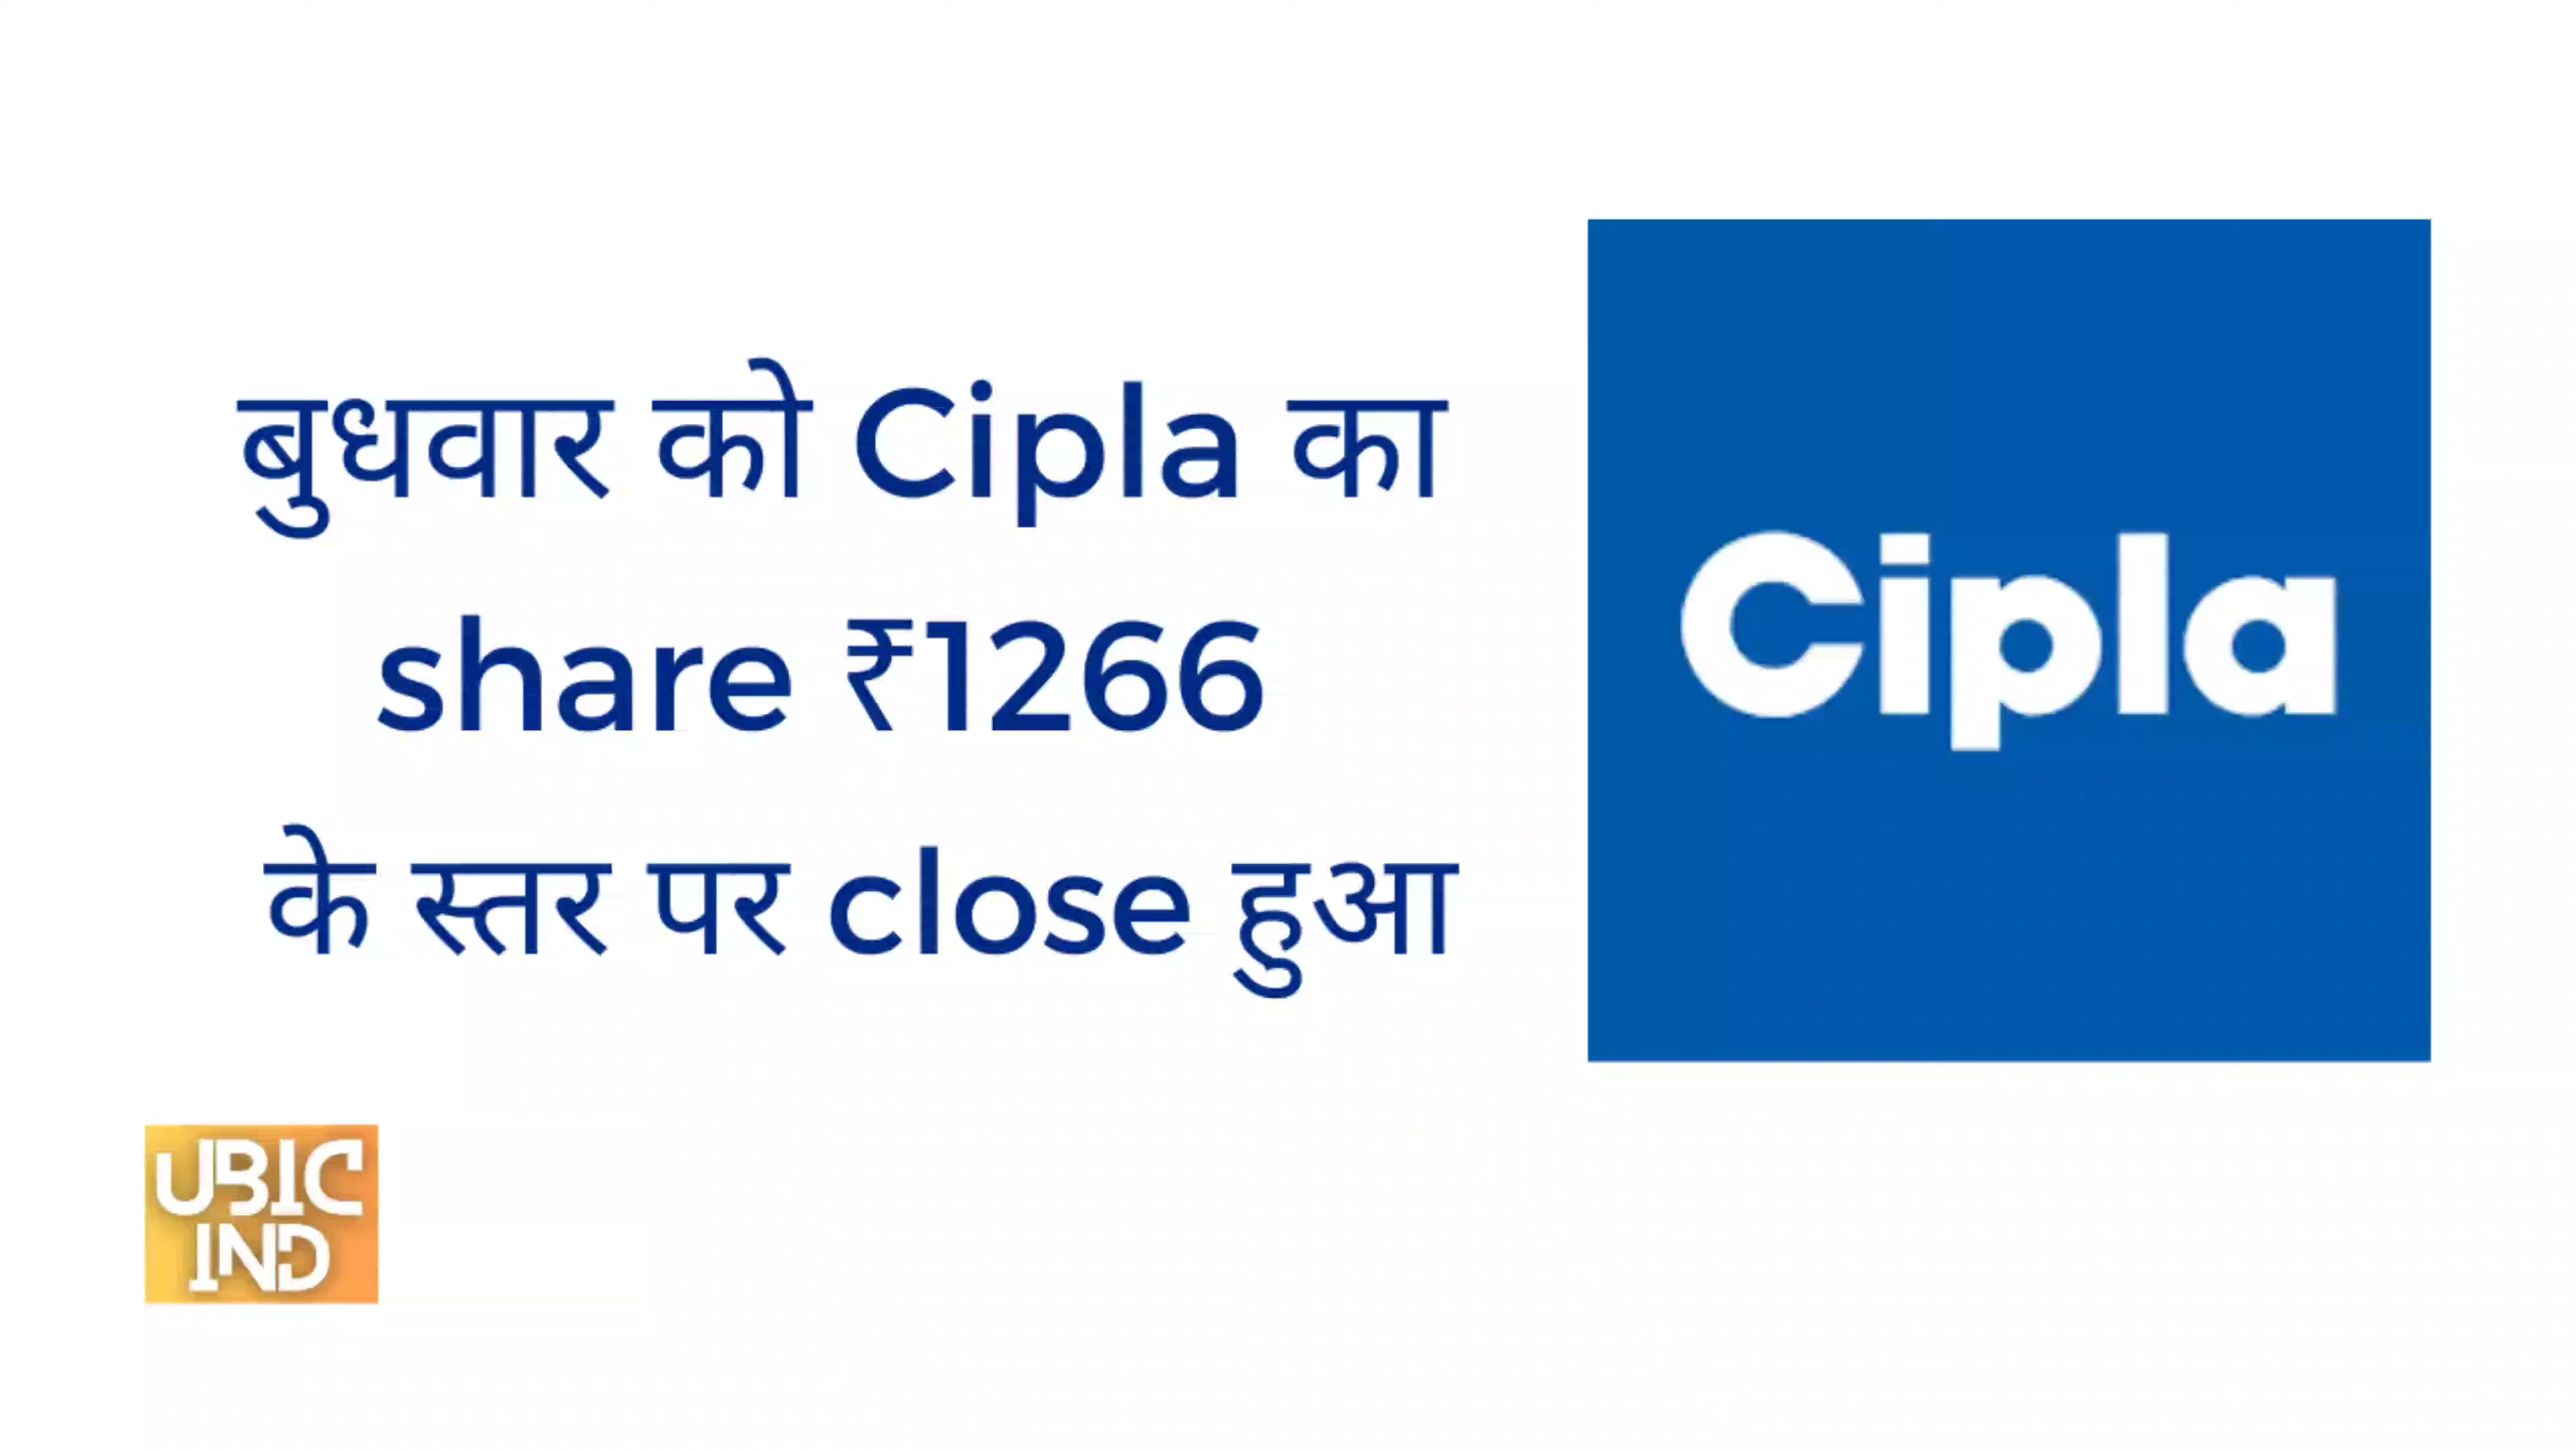 बुधवार को Cipla का
share ₹1266
के स्तर पर close हुआ
Cipla
UBIC
IND